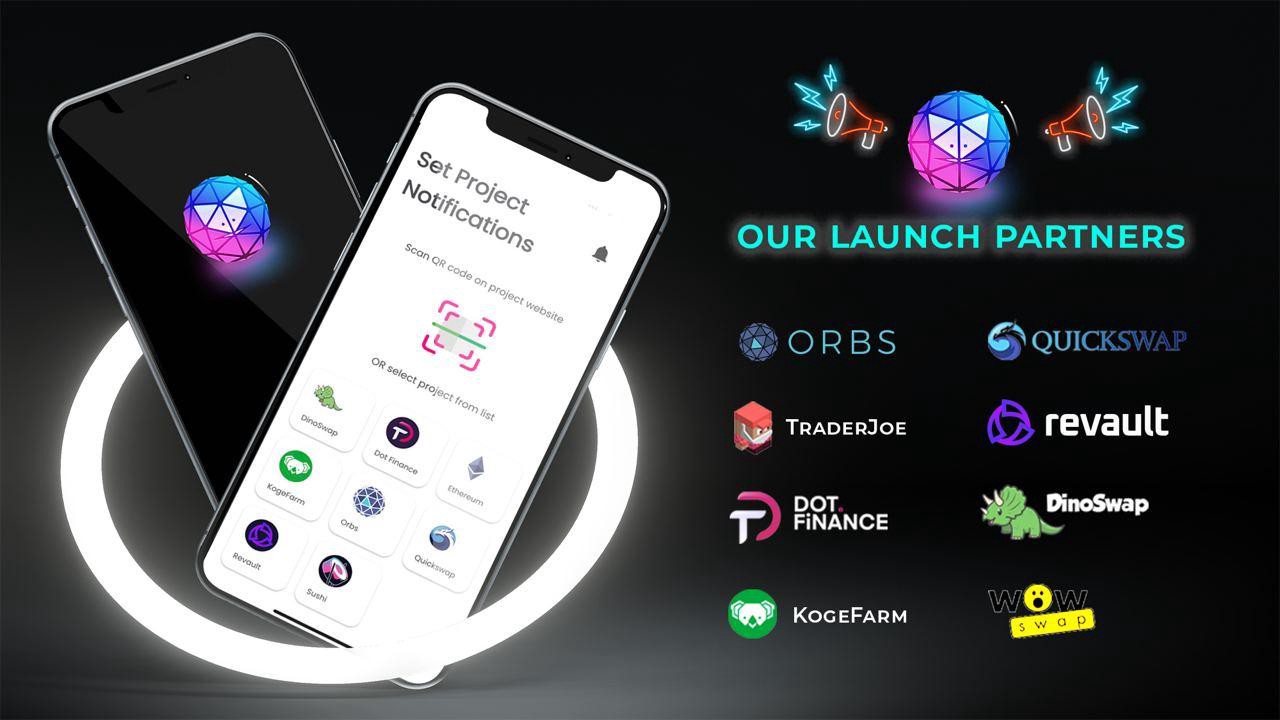 Set Project
Notifications
Scan QR code on project website
OR select project from list
DinoSwap
Dot Finance
Ethereum
KogeFarm
Orbs
Quickswap
Revault
Sushi
OUR LAUNCH PARTNERS
ORBS
QUICKSWAP
TRADERJOE
revault
DOT.
FiNANCE
DinoSwap
KOGEFARM
WOW
swap